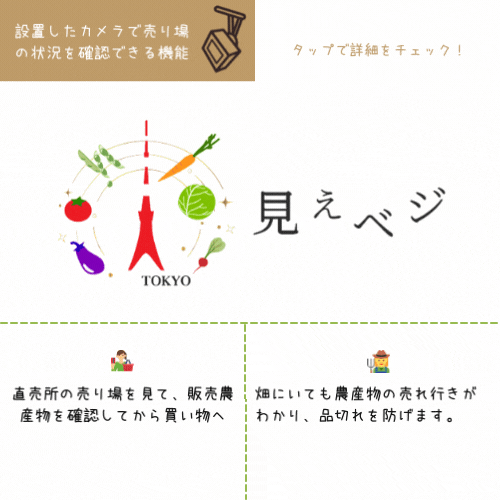 設置したカメラで売り場
の状況を確認できる機能
タップで詳細をチェック！
見えベジ
TOKYO
直売所の売り場を見て、販売農
産物を確認してから買い物へ
畑にいても農産物の売れ行きが
わかり、品切れを防げます。